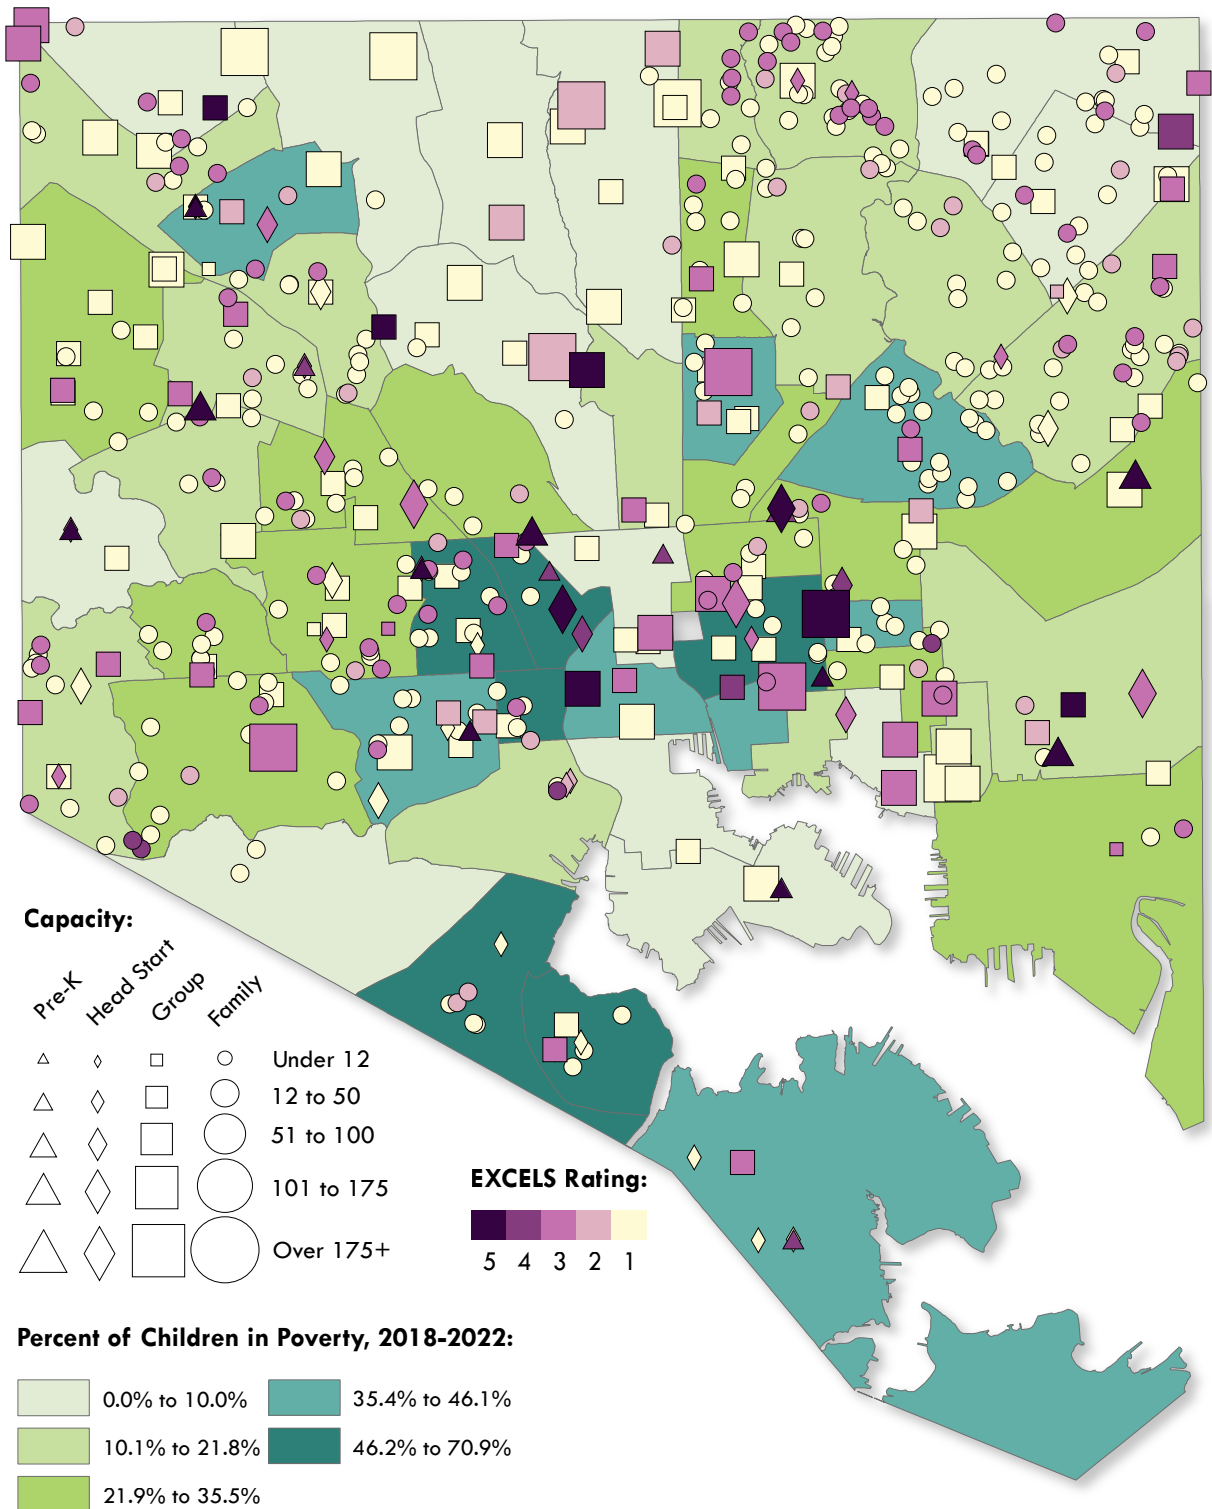 Capacity:
Pre-K
Head Start
Group
Family
Under 12
12 to 50
51 to 100
101 to 175
Over 175+
EXCELS Rating:
5 4 3 2 1
Percent of Children in Poverty, 2018-2022:
0.0% to 10.0% 35.4% to 46.1%
10.1% to 21.8% 46.2% to 70.9%
21.9% to 35.5%